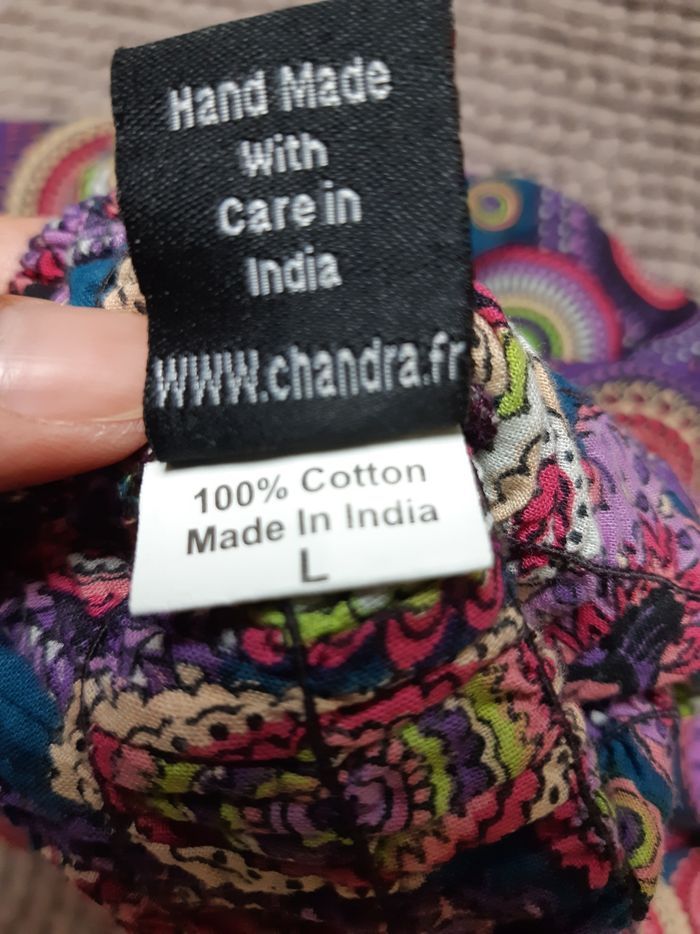 Hand Made
With
Care in
India
www.chandra.fr
100% Cotton
Made In India
L